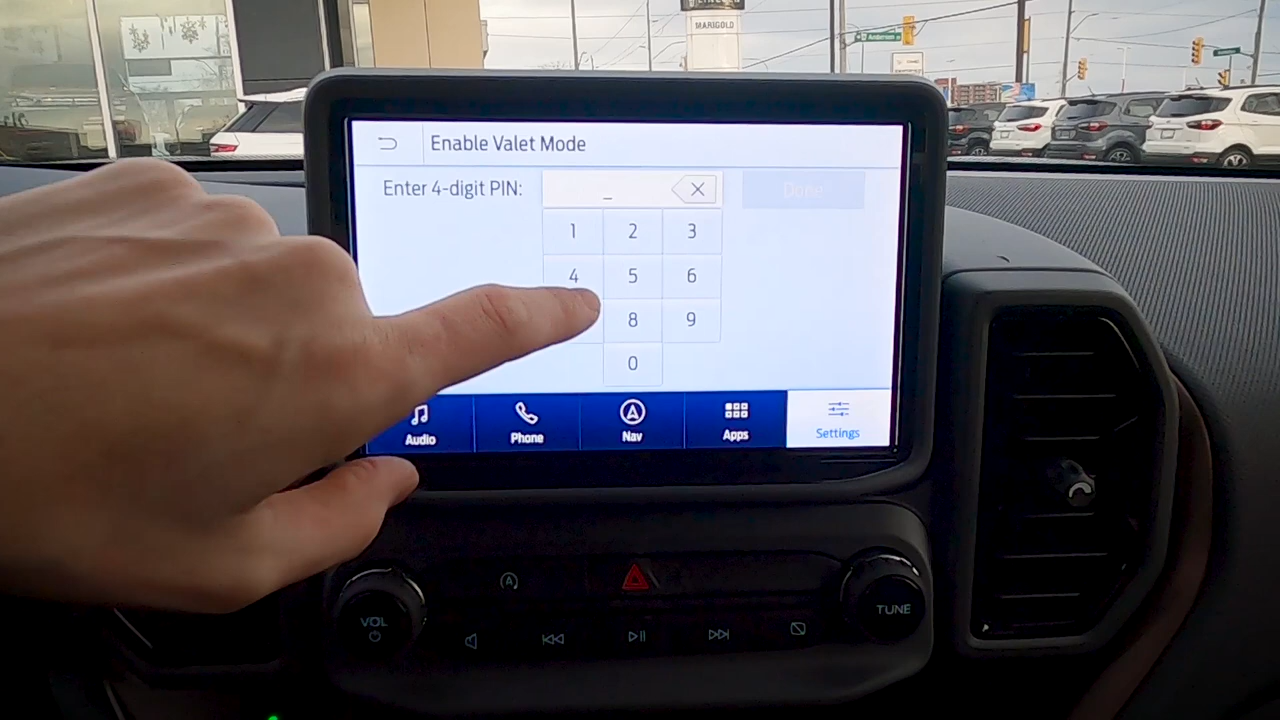 MARIGOLD
Anderson
Enable Valet Mode
Enter 4-digit PIN: _
Done
1 2 3
4 5 6
8 9
0
Audio Phone Nav Apps Settings
VOL
TUNE